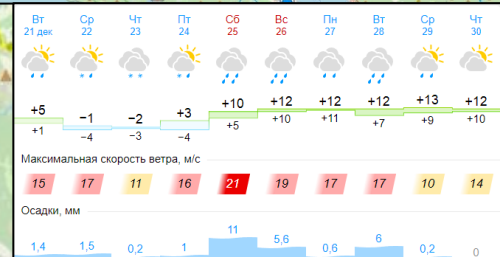 Вт Ср Чт Пт Сб Вс Пн Вт Ср Чт
21 дек 22 23 24 25 26 27 28 29 30
+5 −1 −2 +3 +10 +12 +12 +12 +13 +12
+1 −4 −3 −4 +5 +10 +11 +7 +9 +10
Максимальная скорость ветра, м/с
15 17 11 16 21 19 17 17 10 14
Осадки, мм
1,4 1,5 0,2 1 11 5,6 0,6 6 0,2 0